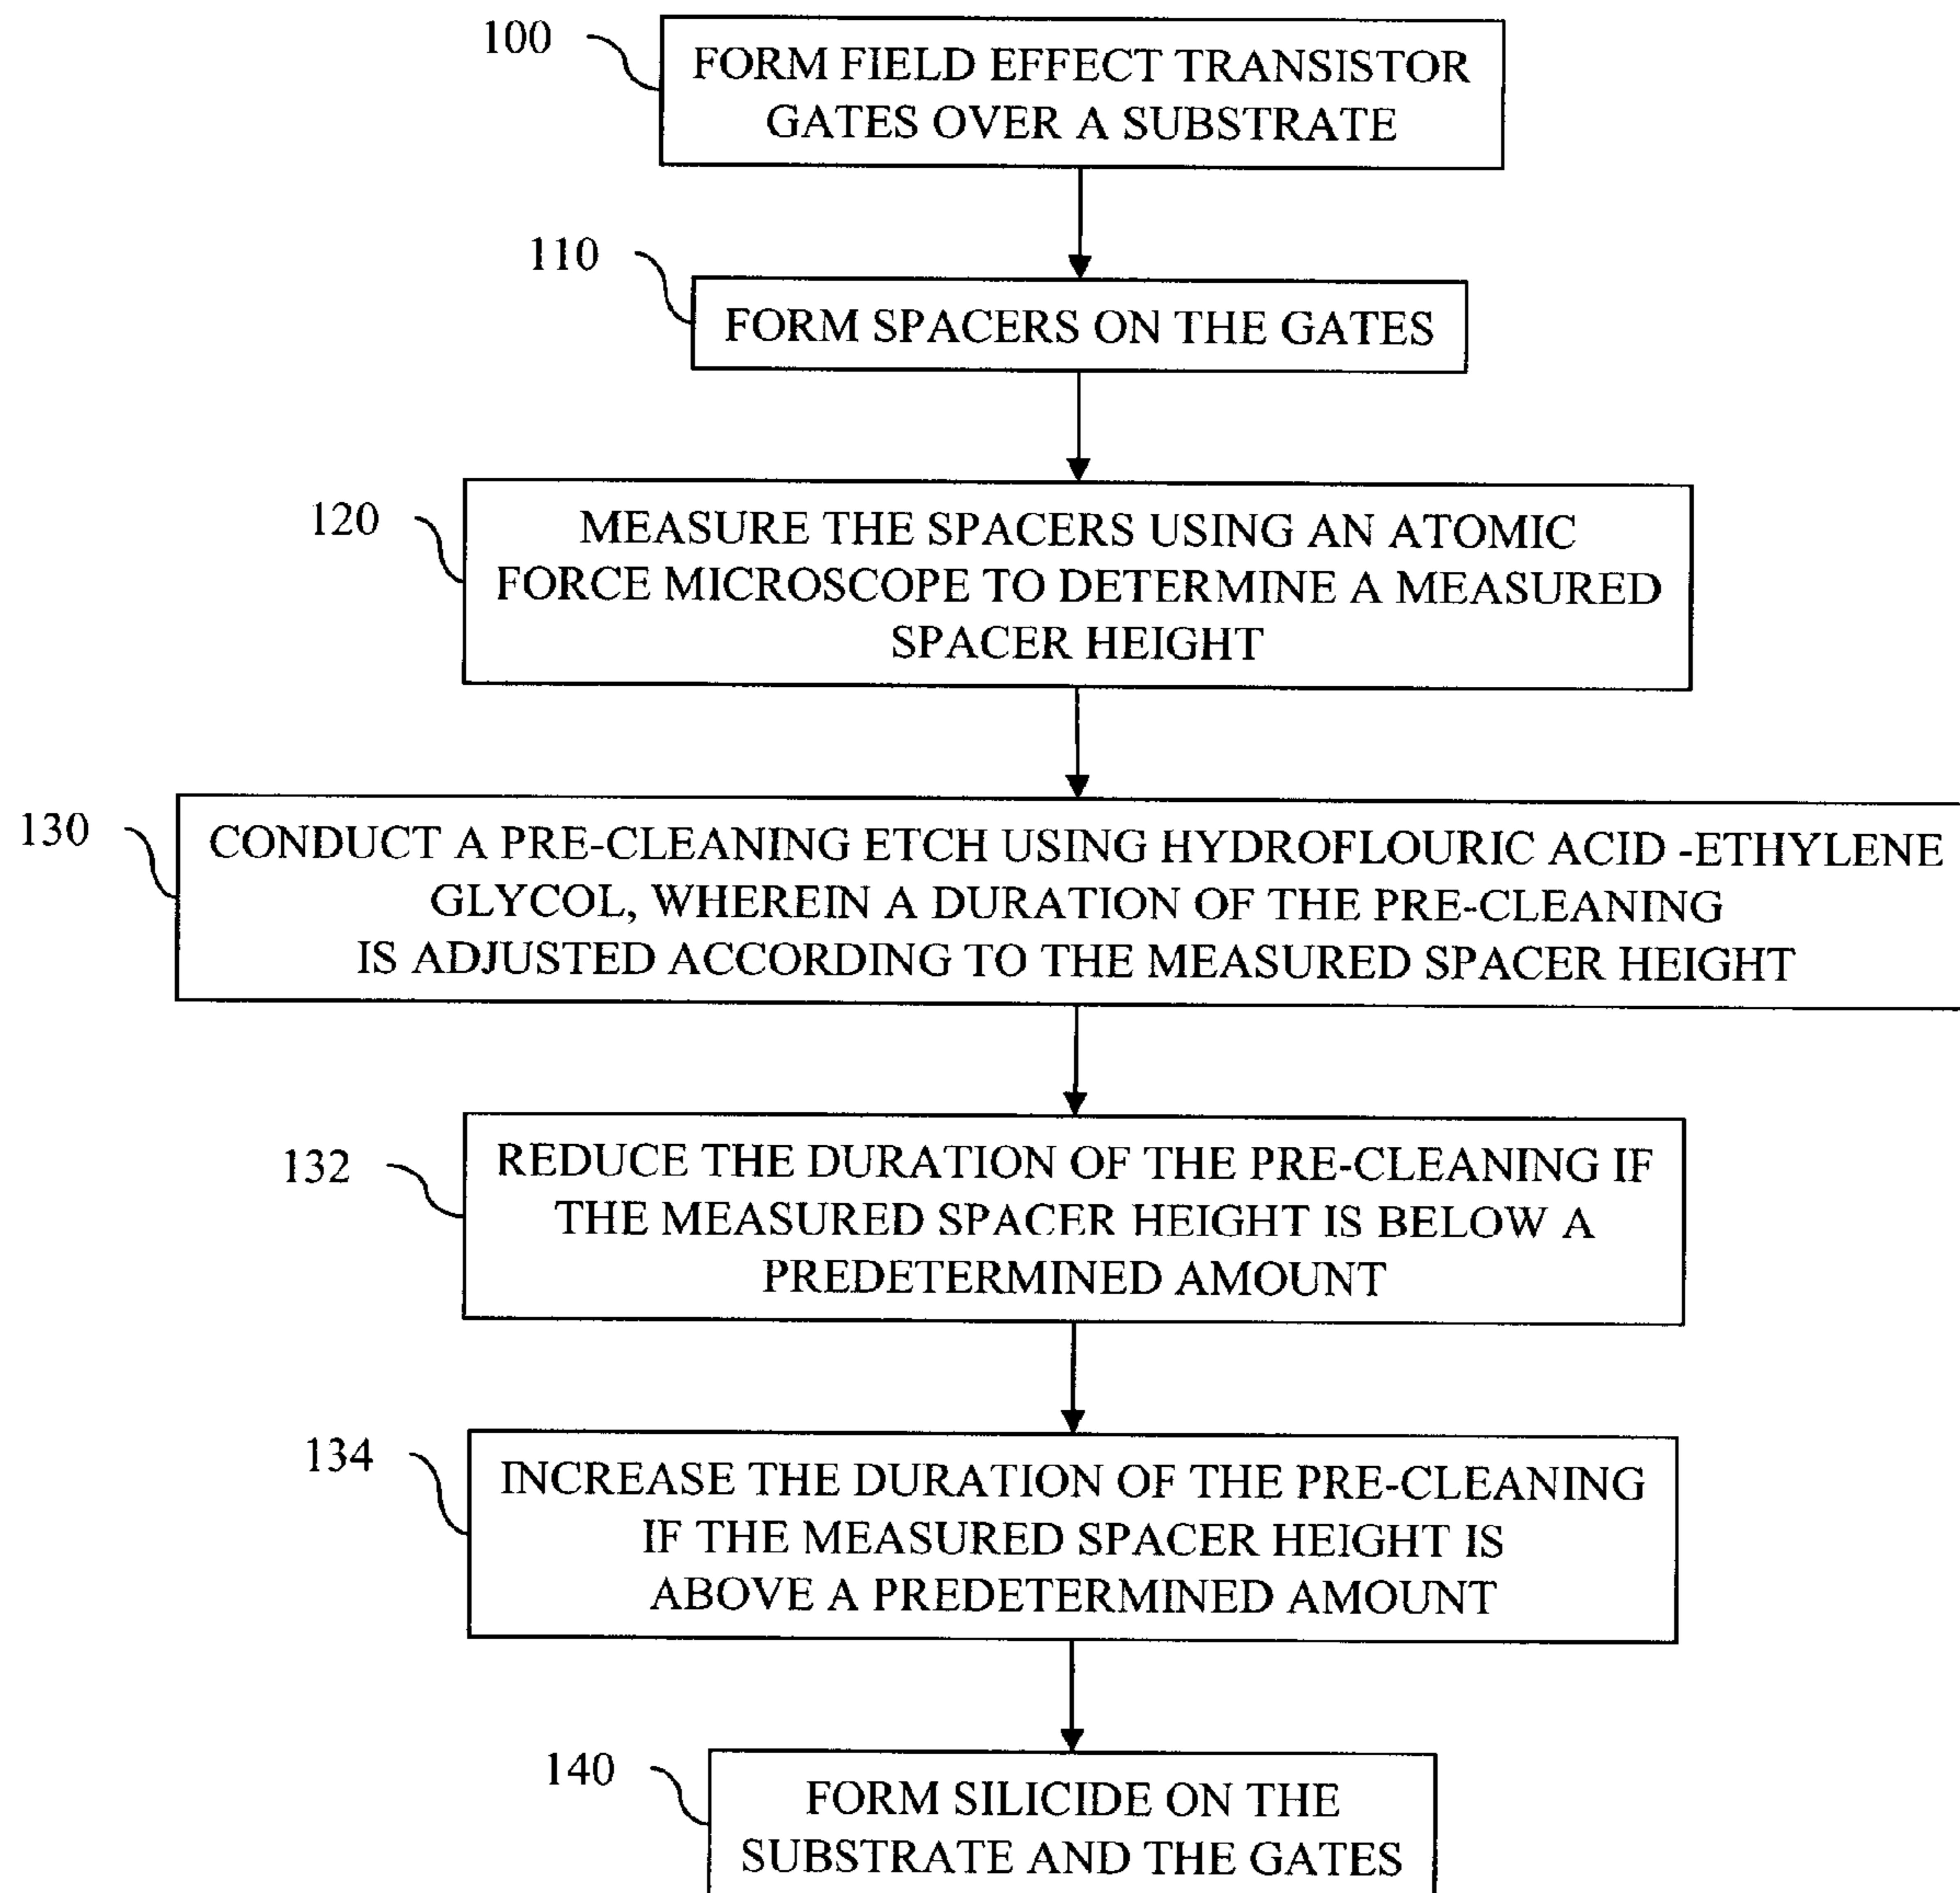 100
FORM FIELD EFFECT TRANSISTOR
GATES OVER A SUBSTRATE
110
FORM SPACERS ON THE GATES
120
MEASURE THE SPACERS USING AN ATOMIC
FORCE MICROSCOPE TO DETERMINE A MEASURED
SPACER HEIGHT
130
CONDUCT A PRE-CLEANING ETCH USING HYDROFLOURIC ACID -ETHYLENE
GLYCOL, WHEREIN A DURATION OF THE PRE-CLEANING
IS ADJUSTED ACCORDING TO THE MEASURED SPACER HEIGHT
132
REDUCE THE DURATION OF THE PRE-CLEANING IF
THE MEASURED SPACER HEIGHT IS BELOW A
PREDETERMINED AMOUNT
134
INCREASE THE DURATION OF THE PRE-CLEANING
IF THE MEASURED SPACER HEIGHT IS
ABOVE A PREDETERMINED AMOUNT
140
FORM SILICIDE ON THE
SUBSTRATE AND THE GATES